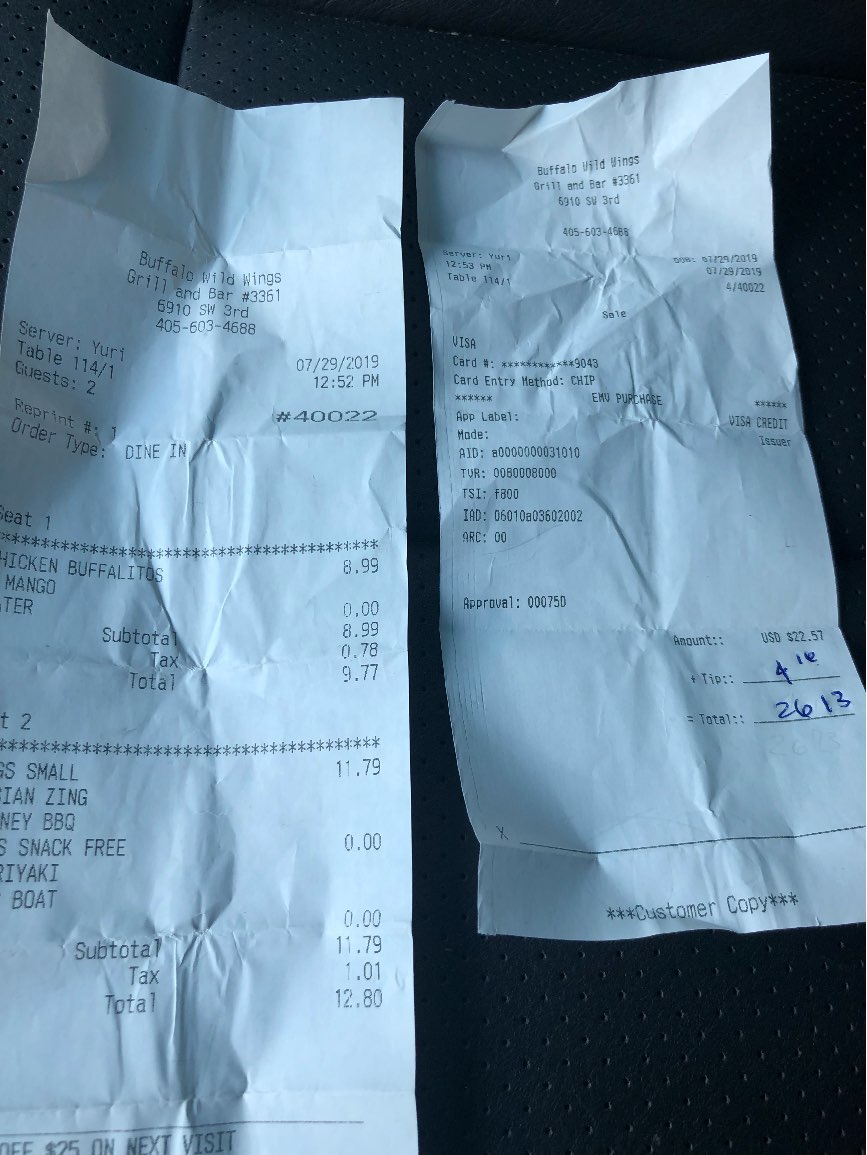 Buffalo Wild Wings
Grill and Bar #3361
6910 SW 3rd
405-603-4688
Server: Yuri
Table 114/1
Guests: 2
07/29/2019
12:52 PM
#40022
Reprint #: 1
Order Type: DINE IN
Seat 1
****************************************
HICKEN BUFFALITOS 8.99
MANGO
TER 0.00
Subtotal 8.99
Tax 0.78
Total 9.77
t 2
****************************************
GS SMALL 11.79
SIAN ZING
NEY BBQ
S SNACK FREE 0.00
RIYAKI
BOAT
0.00
Subtotal 11.79
Tax 1.01
Total 12.80
OFF $25 ON NEXT VISIT
Buffalo Wild Wings
Grill and Bar #3361
6910 SW 3rd
405-603-4688
Server: Yuri DOB: 07/29/2019
12:53 PM 07/29/2019
Table 114/1 4/40022
Sale
VISA
Card #: ************9043
Card Entry Method: CHIP
****** EMV PURCHASE ******
App Label: VISA CREDIT
Mode: Issuer
AID: a0000000031010
TVR: 0080008000
TSI: f800
IAD: 06010a03602002
ARC: 00
Approval: 00075D
Amount:: USD $22.57
+ Tip::
= Total:: 26 13
X
***Customer Copy***